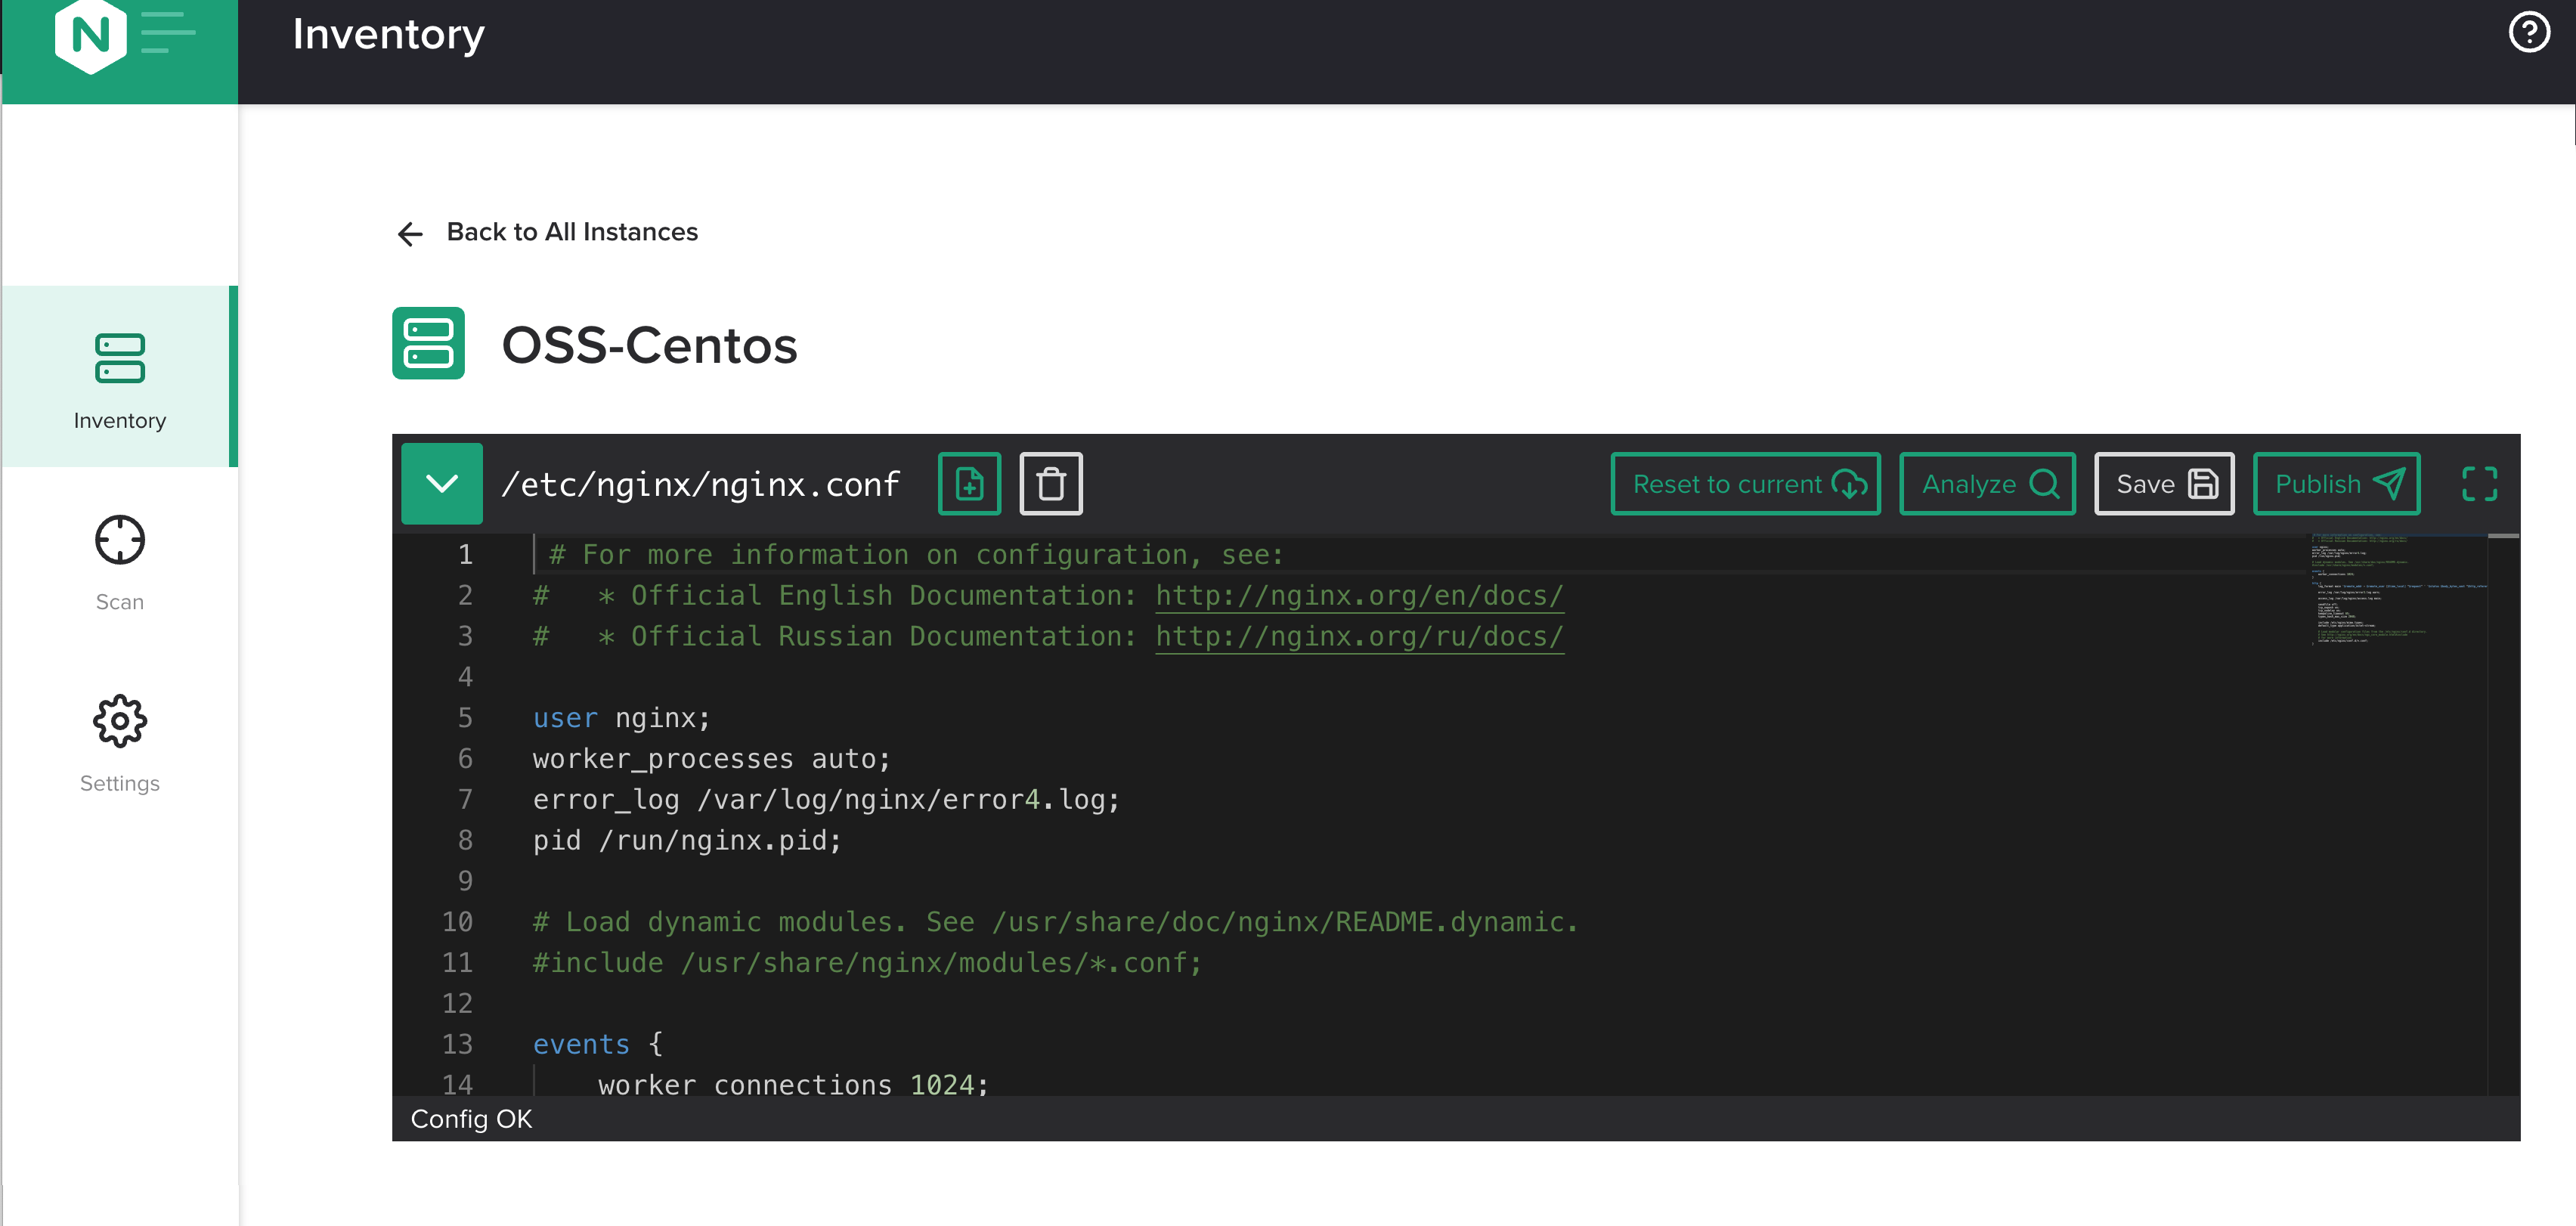 N
Inventory
?
Inventory
Scan
Settings
Back to All Instances
OSS-Centos
/etc/nginx/nginx.conf
Reset to current
Analyze
Save
Publish
1 # For more information on configuration, see:
2 #   * Official English Documentation: http://nginx.org/en/docs/
3 #   * Official Russian Documentation: http://nginx.org/ru/docs/
4
5 user nginx;
6 worker_processes auto;
7 error_log /var/log/nginx/error4.log;
8 pid /run/nginx.pid;
9
10 # Load dynamic modules. See /usr/share/doc/nginx/README.dynamic.
11 #include /usr/share/nginx/modules/*.conf;
12
13 events {
14     worker_connections 1024;
Config OK